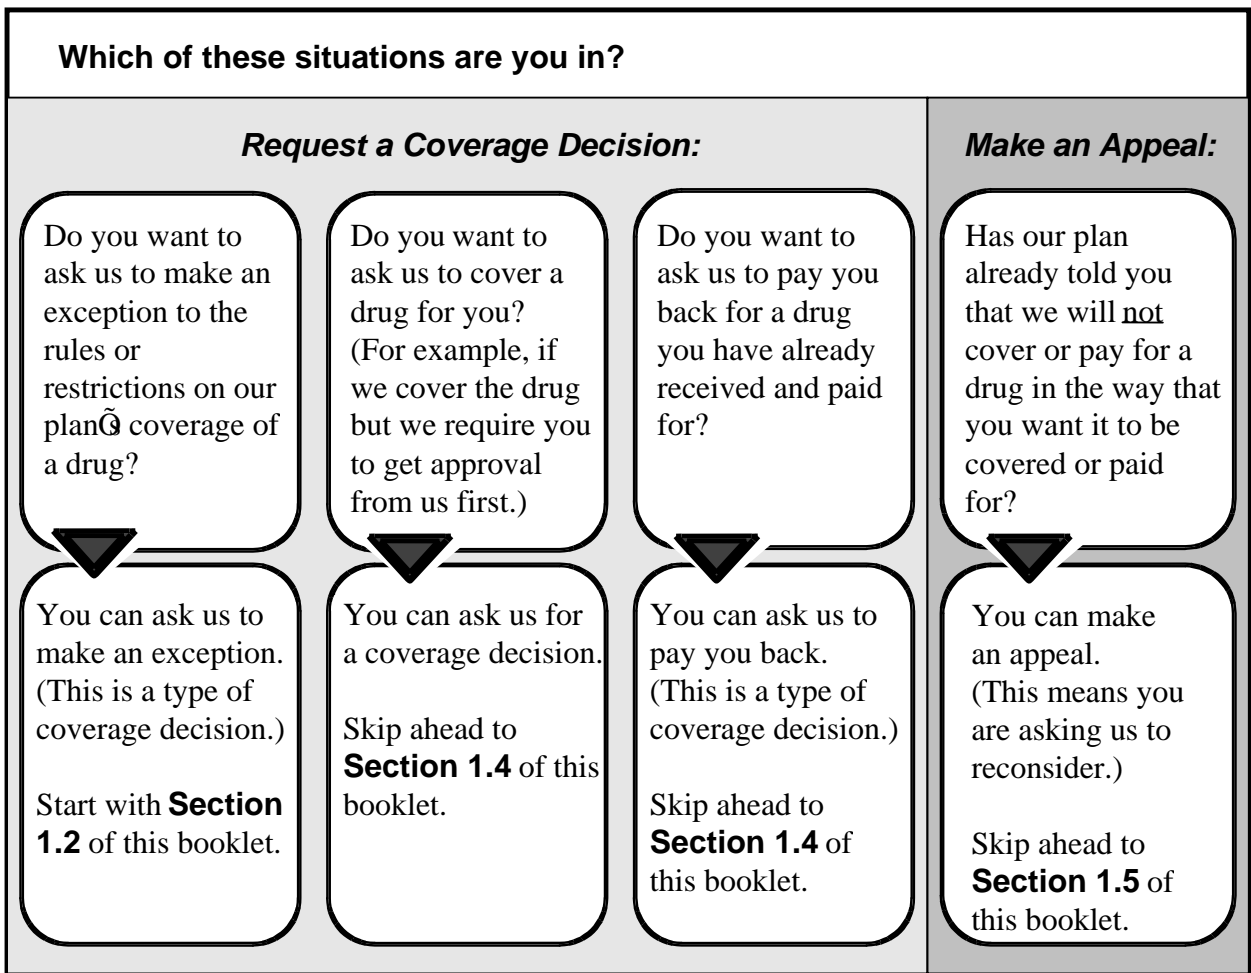 Which of these situations are you in?
Request a Coverage Decision:
Do you want to
ask us to make an
exception to the
rules or
restrictions on our
planÕs coverage of
a drug?
You can ask us to
make an exception.
(This is a type of
coverage decision.)
Start with Section
1.2 of this booklet.
Do you want to
ask us to cover a
drug for you?
(For example, if
we cover the drug
but we require you
to get approval
from us first.)
You can ask us for
a coverage decision.
Skip ahead to
Section 1.4 of this
booklet.
Do you want to
ask us to pay you
back for a drug
you have already
received and paid
for?
You can ask us to
pay you back.
(This is a type of
coverage decision.)
Skip ahead to
Section 1.4 of
this booklet.
Make an Appeal:
Has our plan
already told you
that we will not
cover or pay for a
drug in the way that
you want it to be
covered or paid
for?
You can make
an appeal.
(This means you
are asking us to
reconsider.)
Skip ahead to
Section 1.5 of
this booklet.